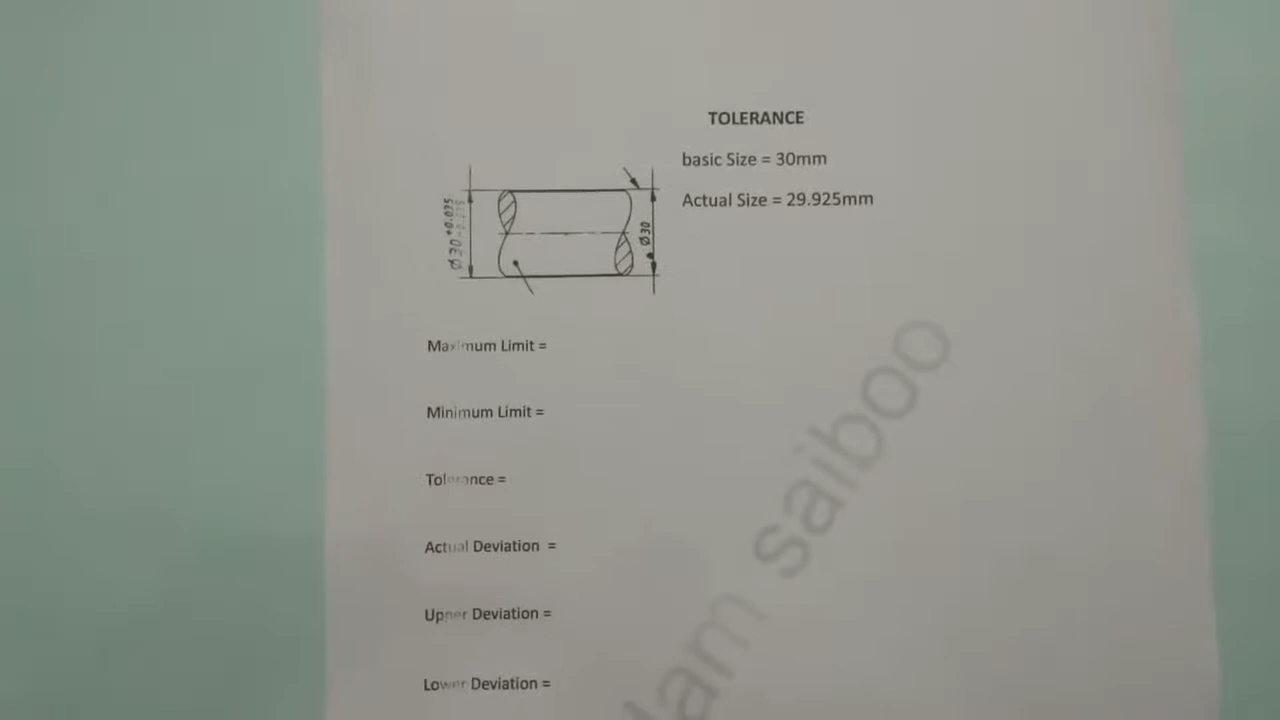 TOLERANCE
basic Size = 30mm
Actual Size = 29.925mm
Ø30
Ø30
Maximum Limit =
Minimum Limit =
Tolerance =
Actual Deviation =
Upper Deviation =
Lower Deviation =
saiboo